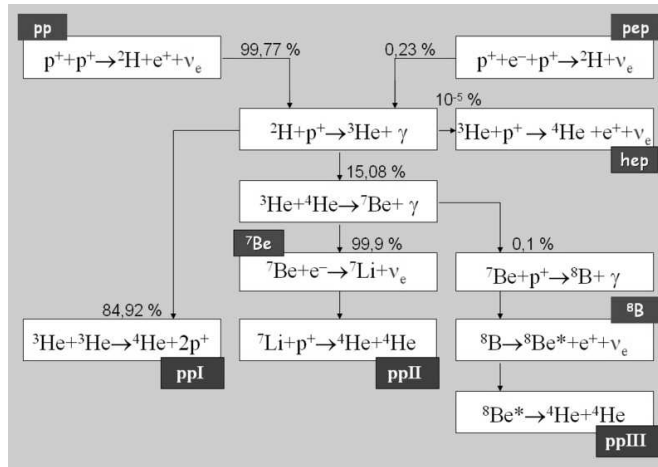 pp
pep
p⁺+p⁺→²H+e⁺+νₑ
99,77 %
0,23 %
p⁺+e⁻+p⁺→²H+νₑ
10⁻⁵ %
²H+p⁺→³He+ γ
³He+p⁺→⁴He +e⁺+νₑ
hep
15,08 %
³He+⁴He→⁷Be+ γ
⁷Be
99,9 %
0,1 %
⁷Be+e⁻→⁷Li+νₑ
⁷Be+p⁺→⁸B+ γ
84,92 %
⁸B
³He+³He→⁴He+2p⁺
⁷Li+p⁺→⁴He+⁴He
⁸B→⁸Be*+e⁺+νₑ
ppI
ppII
⁸Be*→⁴He+⁴He
ppIII